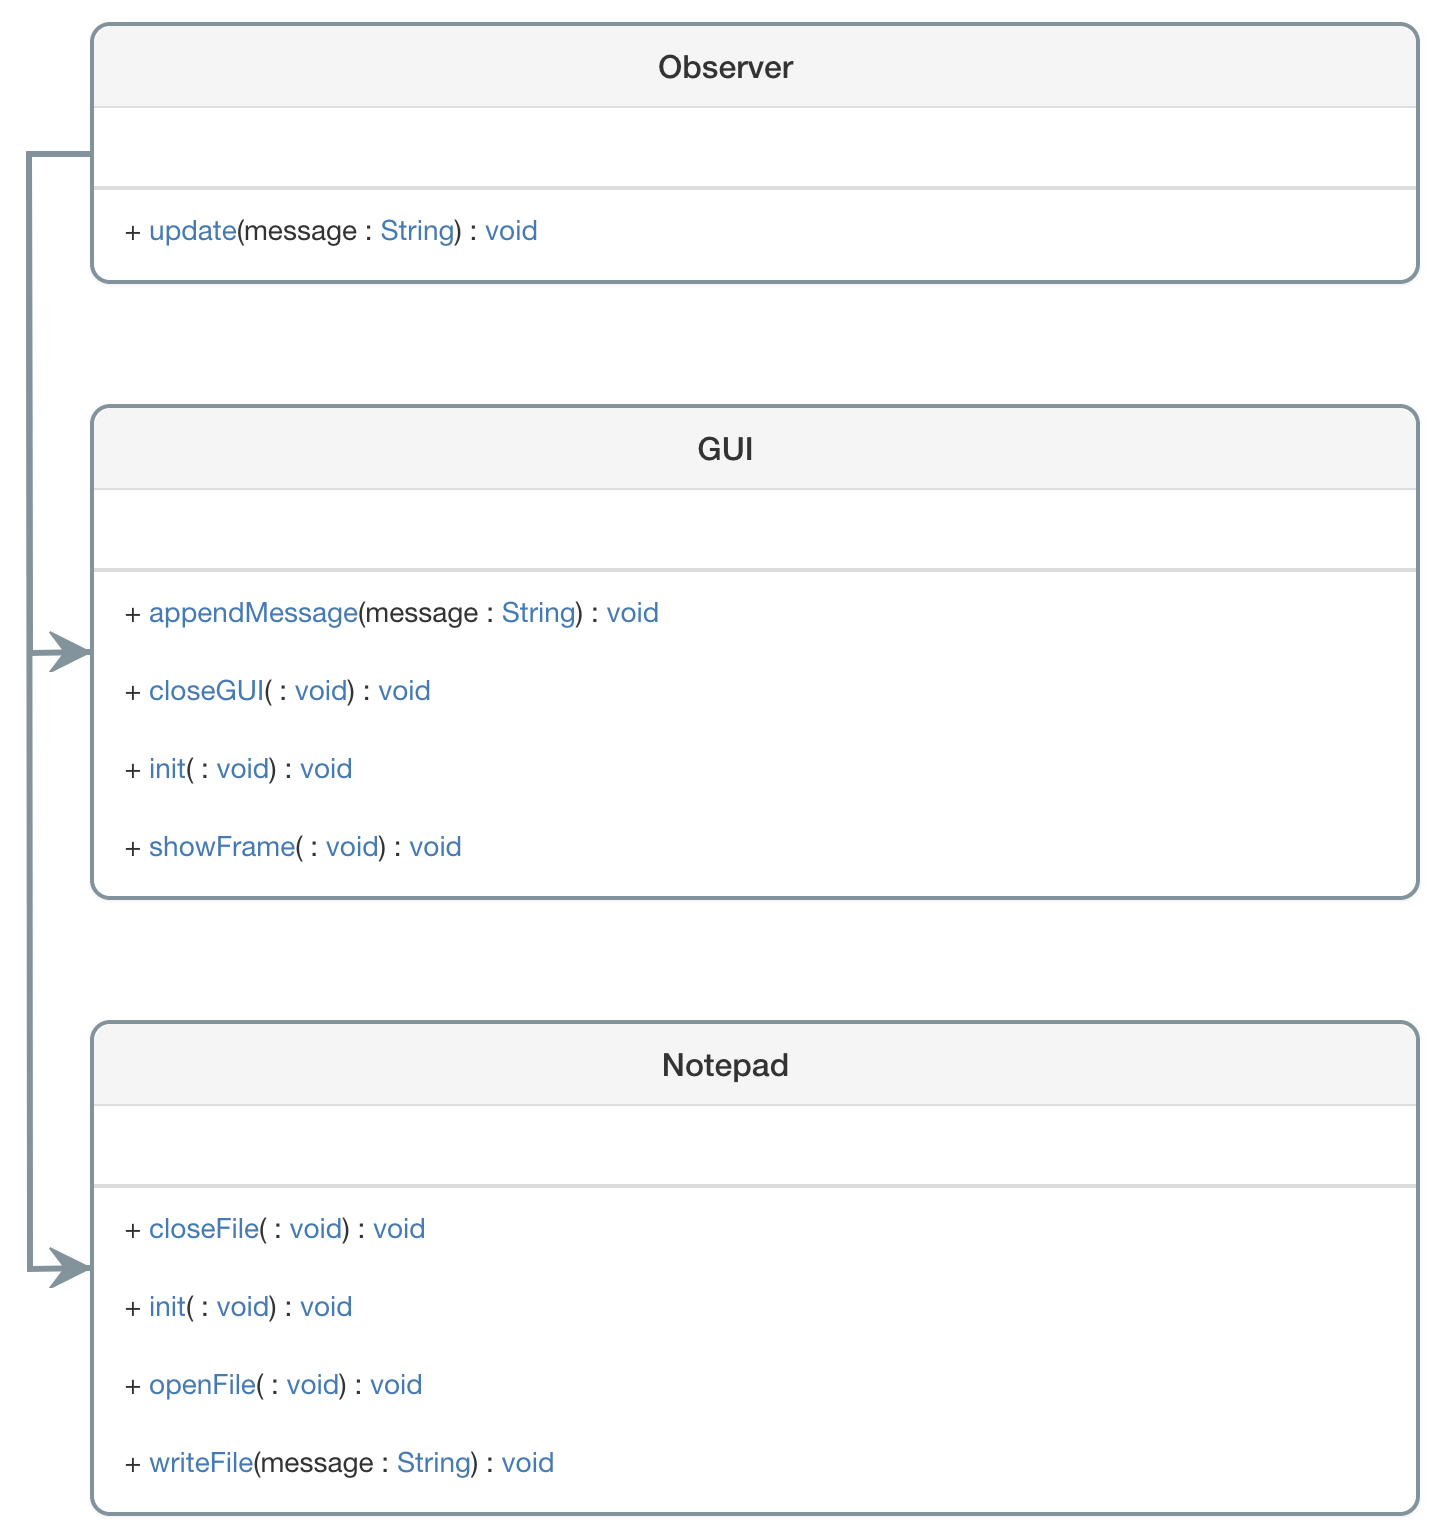 Observer
+ update(message : String) : void
GUI
+ appendMessage(message : String) : void
+ closeGUI( : void) : void
+ init( : void) : void
+ showFrame( : void) : void
Notepad
+ closeFile( : void) : void
+ init( : void) : void
+ openFile( : void) : void
+ writeFile(message : String) : void